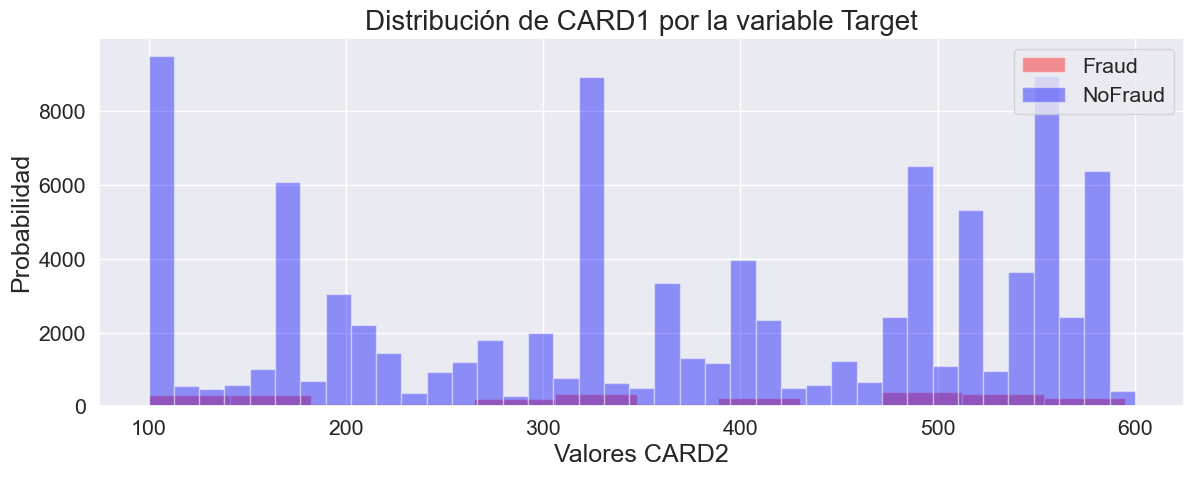 Distribución de CARD1 por la variable Target
Fraud
NoFraud
Probabilidad
8000
6000
4000
2000
0
100 200 300 400 500 600
Valores CARD2